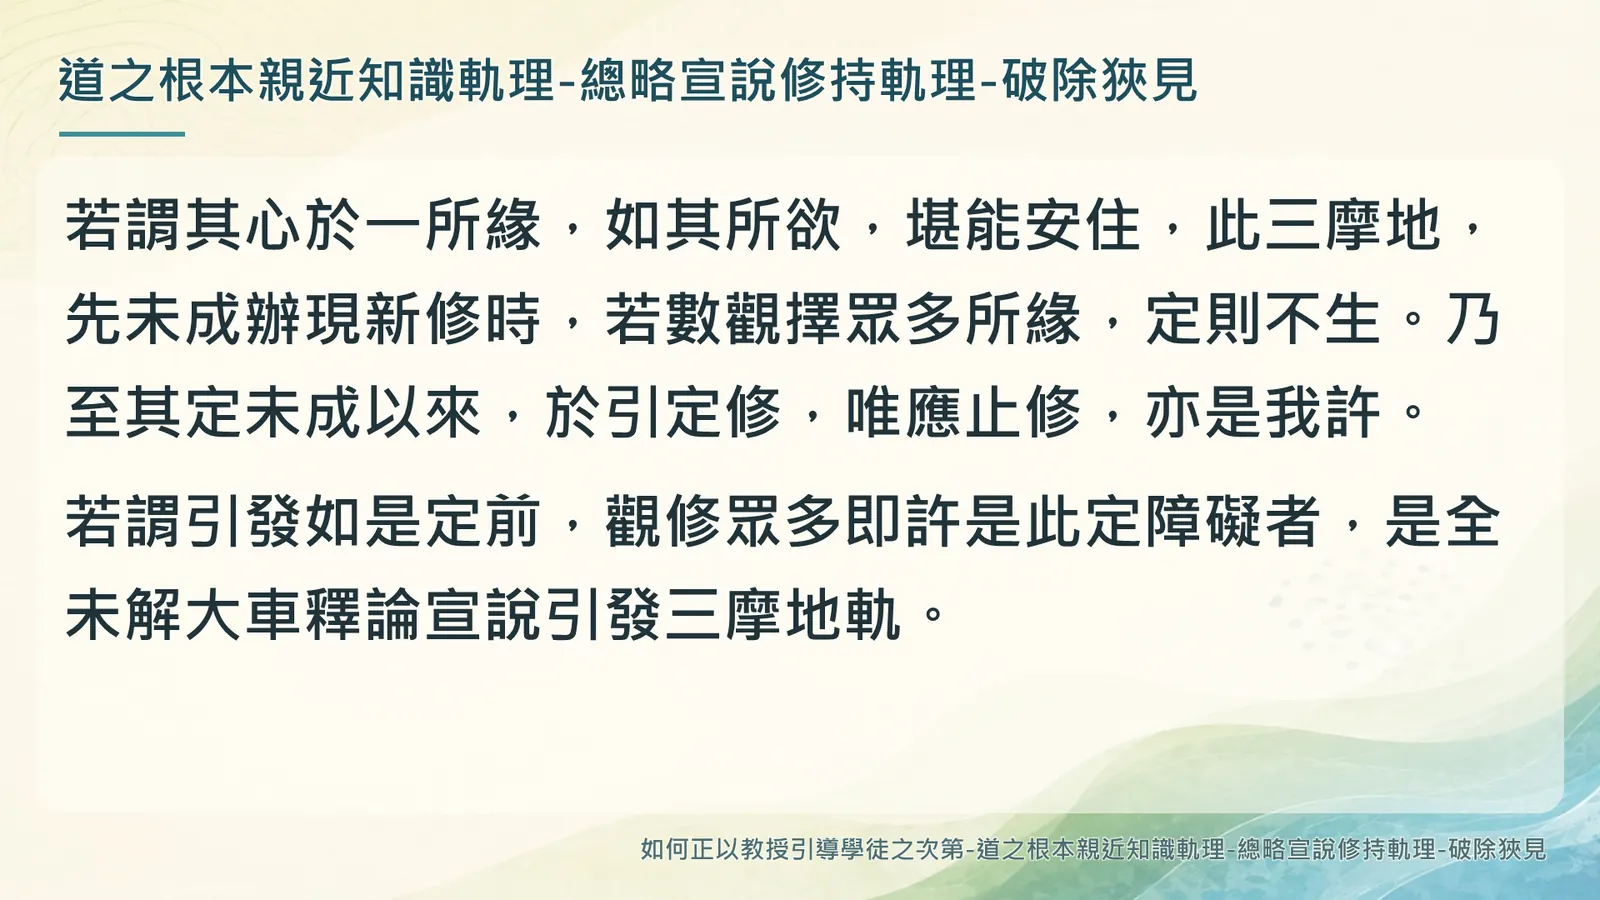 道之根本親近知識軌理-總略宣說修持軌理-破除狹見
若謂其心於一所緣，如其所欲，堪能安住，此三摩地，
先未成辦現新修時，若數觀擇眾多所緣，定則不生。乃
至其定未成以來，於引定修，唯應止修，亦是我許。
若謂引發如是定前，觀修眾多即許是此定障礙者，是全
未解大車釋論宣說引發三摩地軌。
如何正以教授引導學徒之次第-道之根本親近知識軌理-總略宣說修持軌理-破除狹見